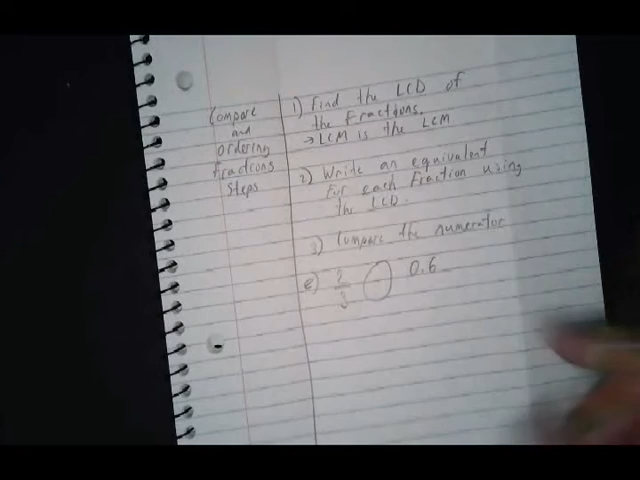 Compare
and
ordering
fractions
steps
1) Find the LCD of
the fractions.
→ LCM is the LCM
2) Write an equivalent
for each fraction using
the LCD.
3) Compare the numerator
e) 2/3 0.6